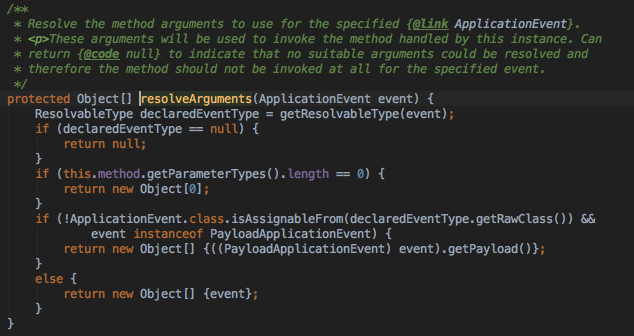 /**
 * Resolve the method arguments to use for the specified {@link ApplicationEvent}.
 * <p>These arguments will be used to invoke the method handled by this instance. Can
 * return {@code null} to indicate that no suitable arguments could be resolved and
 * therefore the method should not be invoked at all for the specified event.
 */
protected Object[] resolveArguments(ApplicationEvent event) {
    ResolvableType declaredEventType = getResolvableType(event);
    if (declaredEventType == null) {
        return null;
    }
    if (this.method.getParameterTypes().length == 0) {
        return new Object[0];
    }
    if (!ApplicationEvent.class.isAssignableFrom(declaredEventType.getRawClass()) &&
            event instanceof PayloadApplicationEvent) {
        return new Object[] {((PayloadApplicationEvent) event).getPayload()};
    }
    else {
        return new Object[] {event};
    }
}